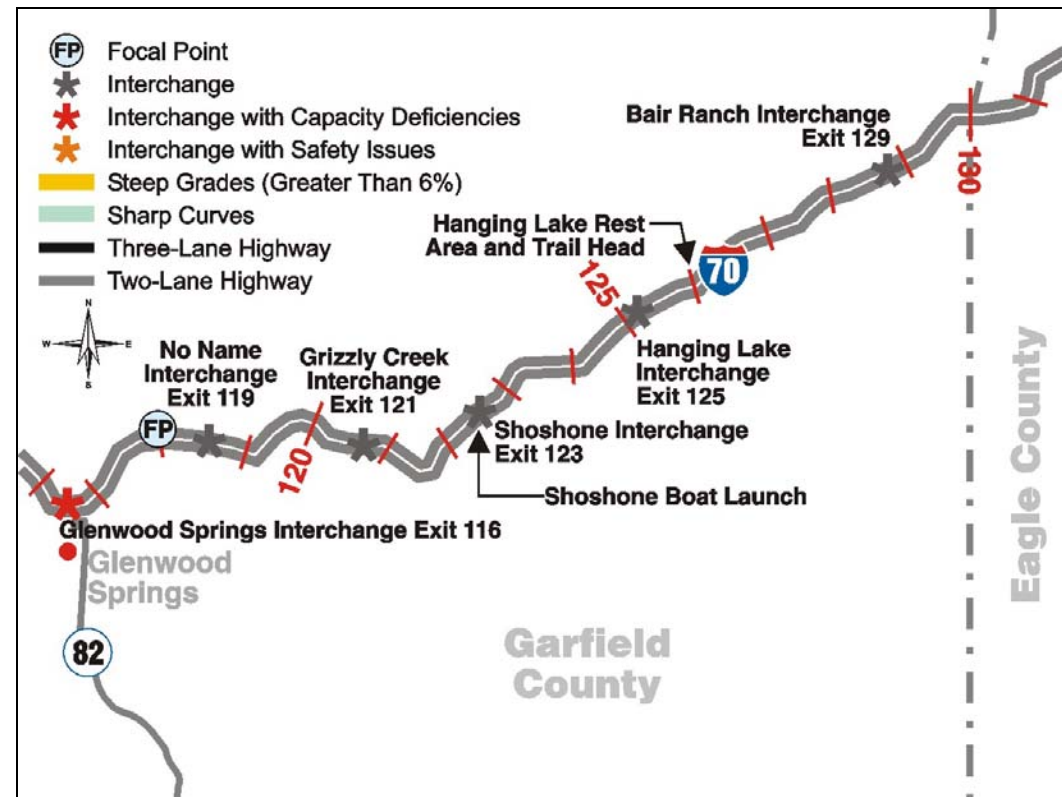 FP Focal Point
Interchange
Interchange with Capacity Deficiencies
Interchange with Safety Issues
Steep Grades (Greater Than 6%)
Sharp Curves
Three-Lane Highway
Two-Lane Highway
N
W E
S
Bair Ranch Interchange
Exit 129
130
Hanging Lake Rest
Area and Trail Head
70
125
Hanging Lake
Interchange
Exit 125
No Name
Interchange
Exit 119
Grizzly Creek
Interchange
Exit 121
FP
120
Shoshone Interchange
Exit 123
Shoshone Boat Launch
Glenwood Springs Interchange Exit 116
Glenwood
Springs
82
Garfield
County
Eagle County